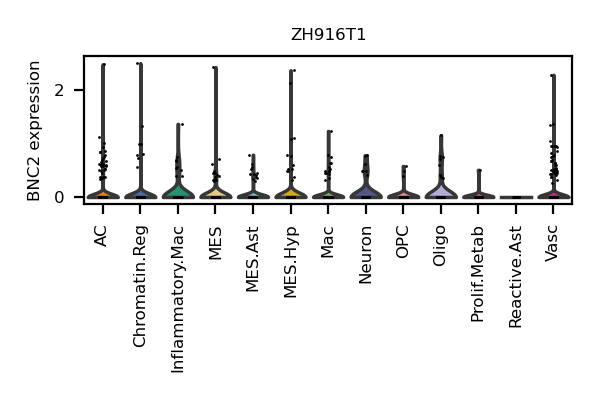 ZH916T1
BNC2 expression
2
0
AC
Chromatin.Reg
Inflammatory.Mac
MES
MES.Ast
MES.Hyp
Mac
Neuron
OPC
Oligo
Prolif.Metab
Reactive.Ast
Vasc